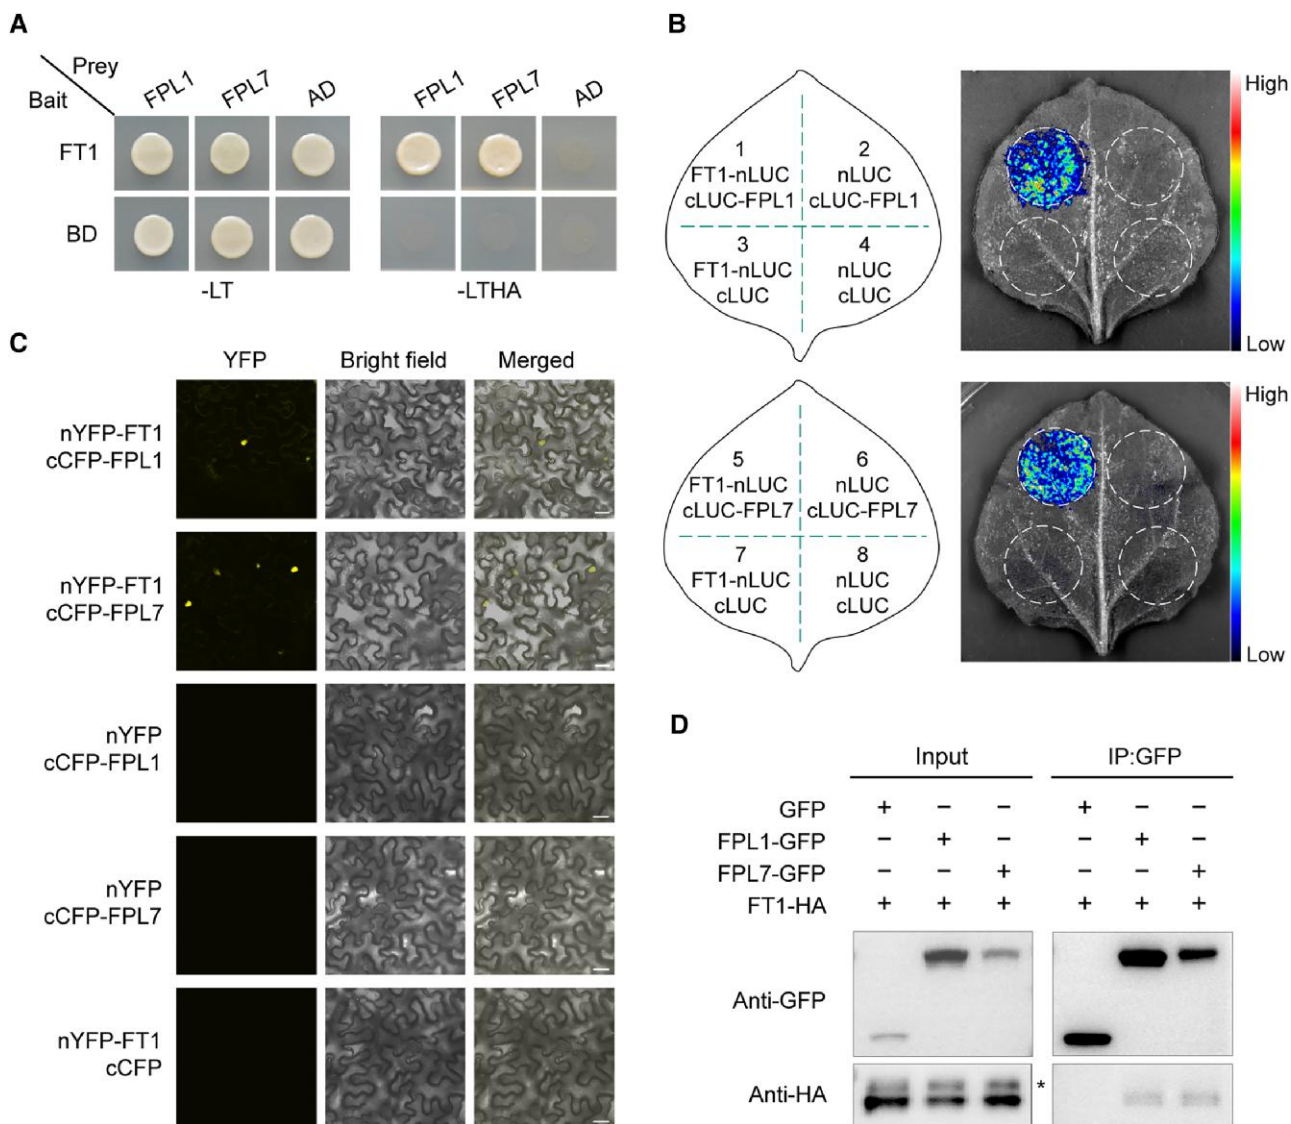 A
Prey
Bait
FPL1 FPL7 AD FPL1 FPL7 AD
FT1
BD
-LT -LTHA
B
1 2
FT1-nLUC nLUC
cLUC-FPL1 cLUC-FPL1
3 4
FT1-nLUC nLUC
cLUC cLUC
High
Low
5 6
FT1-nLUC nLUC
cLUC-FPL7 cLUC-FPL7
7 8
FT1-nLUC nLUC
cLUC cLUC
High
Low
C
YFP Bright field Merged
nYFP-FT1
cCFP-FPL1
nYFP-FT1
cCFP-FPL7
nYFP
cCFP-FPL1
nYFP
cCFP-FPL7
nYFP-FT1
cCFP
D
Input IP:GFP
GFP + − − + − −
FPL1-GFP − + − − + −
FPL7-GFP − − + − − +
FT1-HA + + + + + +
Anti-GFP
Anti-HA *